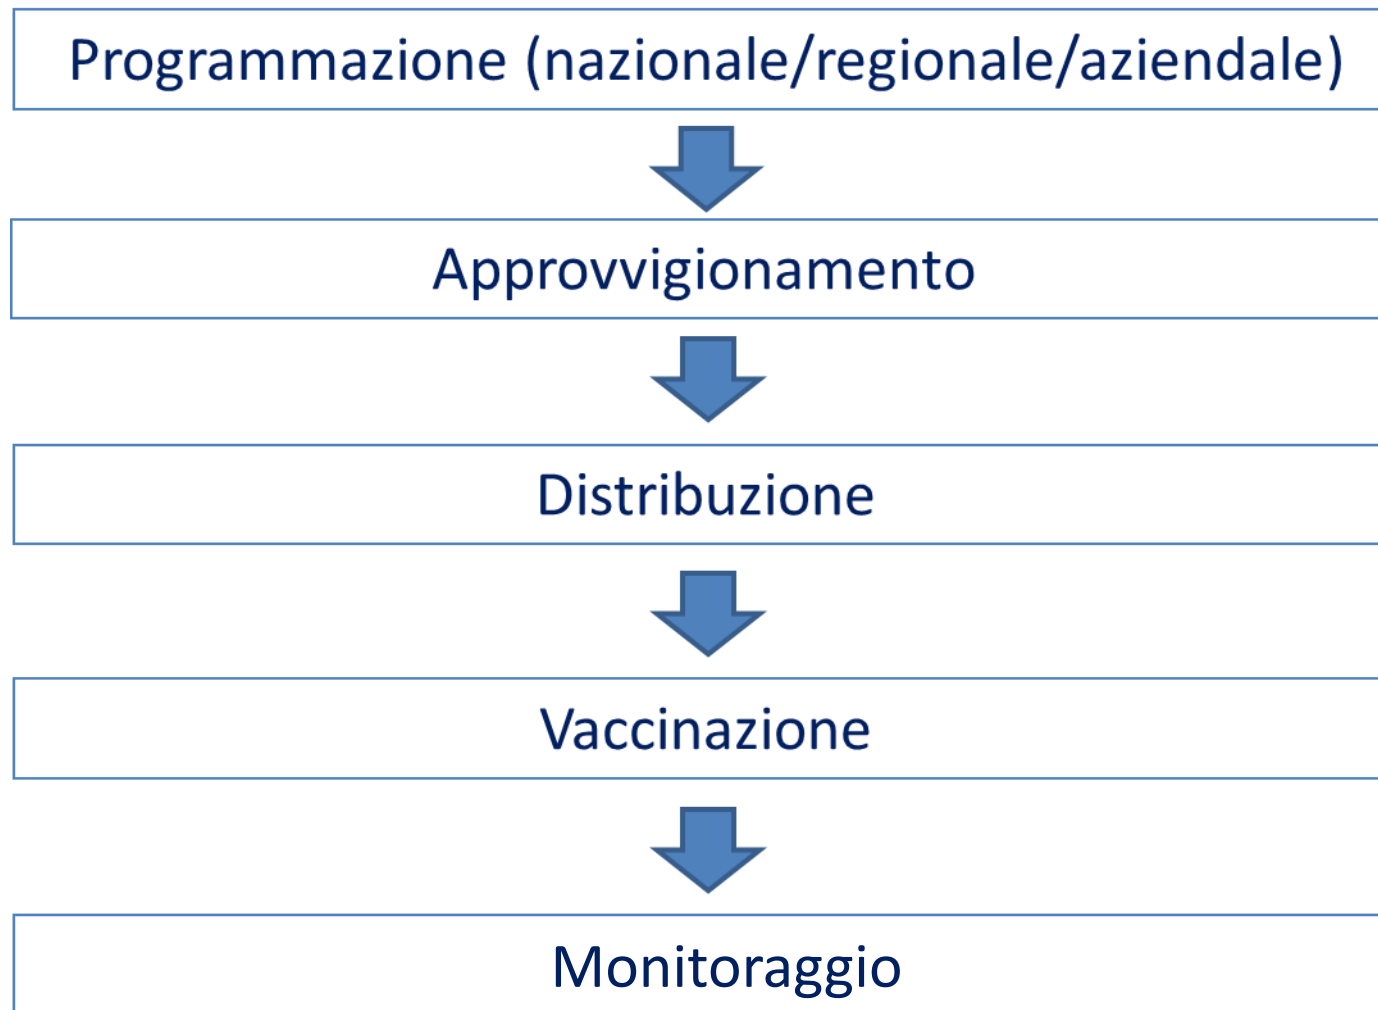 Programmazione (nazionale/regionale/aziendale)
Approvvigionamento
Distribuzione
Vaccinazione
Monitoraggio